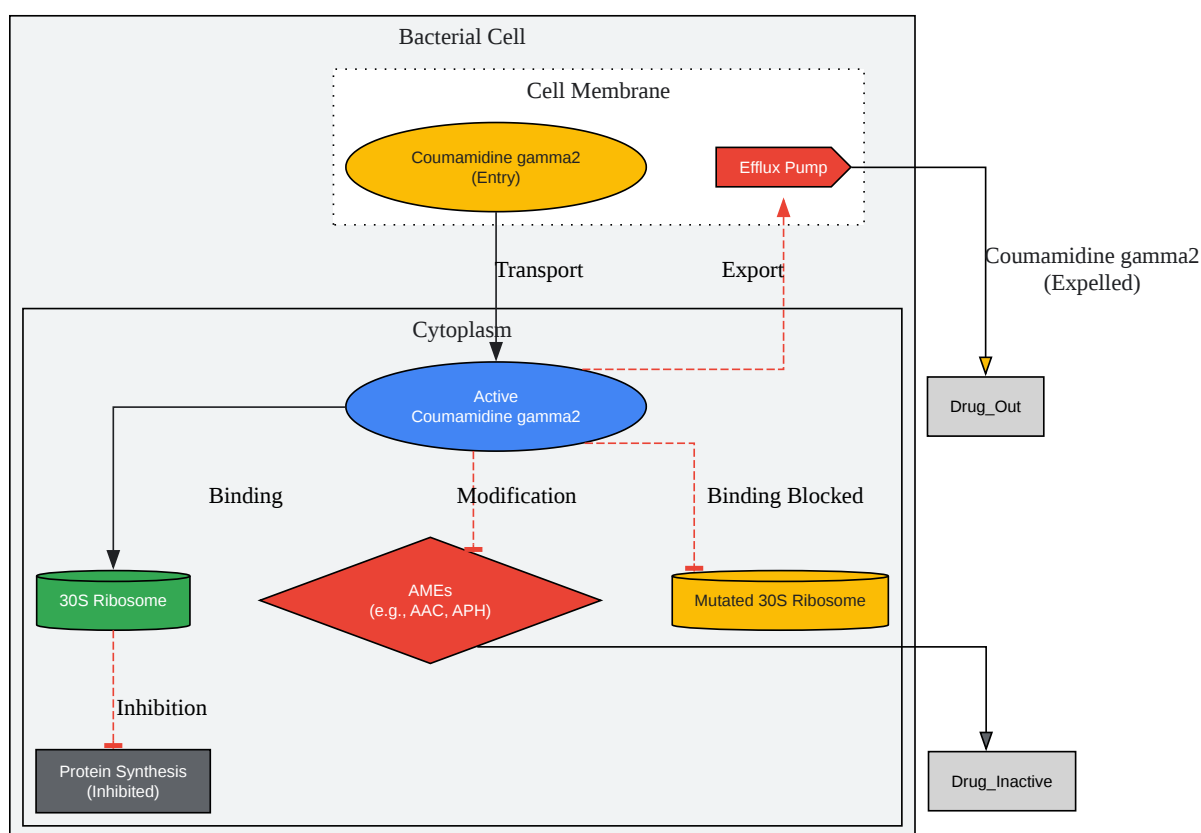 Bacterial Cell
Cell Membrane
Coumamidine gamma2
(Entry)
Efflux Pump
Transport
Export
Coumamidine gamma2
(Expelled)
Cytoplasm
Active
Coumamidine gamma2
Drug_Out
Binding
Modification
Binding Blocked
30S Ribosome
AMEs
(e.g., AAC, APH)
Mutated 30S Ribosome
Inhibition
Protein Synthesis
(Inhibited)
Drug_Inactive